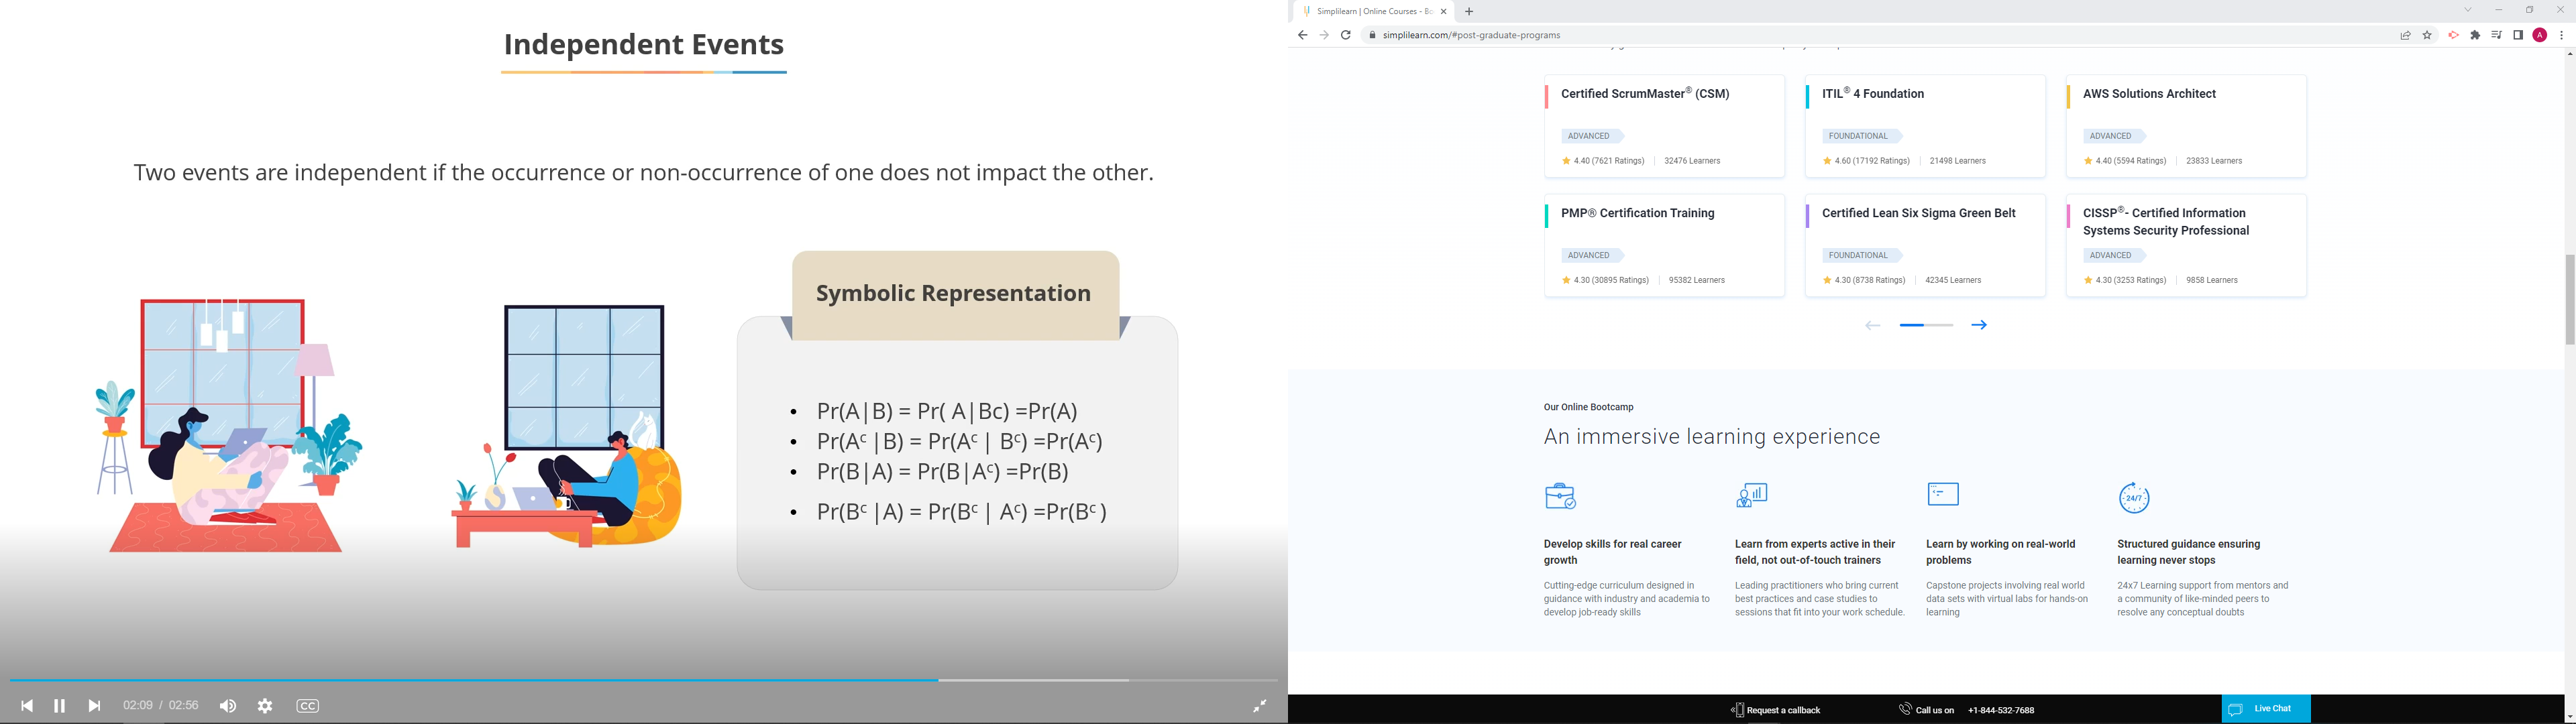 Independent Events
Two events are independent if the occurrence or non-occurrence of one does not impact the other.
Symbolic Representation
• Pr(A|B) = Pr( A|Bc) =Pr(A)
• Pr(Aᶜ |B) = Pr(Aᶜ | Bᶜ) =Pr(Aᶜ)
• Pr(B|A) = Pr(B|Aᶜ) =Pr(B)
• Pr(Bᶜ |A) = Pr(Bᶜ | Aᶜ) =Pr(Bᶜ )
02:09 / 02:56
CC
Simplilearn | Online Courses - Bo
simplilearn.com/#post-graduate-programs
A
Certified ScrumMaster® (CSM)
ADVANCED
4.40 (7621 Ratings) | 32476 Learners
ITIL® 4 Foundation
FOUNDATIONAL
4.60 (17192 Ratings) | 21498 Learners
AWS Solutions Architect
ADVANCED
4.40 (5594 Ratings) | 23833 Learners
PMP® Certification Training
ADVANCED
4.30 (30895 Ratings) | 95382 Learners
Certified Lean Six Sigma Green Belt
FOUNDATIONAL
4.30 (8738 Ratings) | 42345 Learners
CISSP®- Certified Information
Systems Security Professional
ADVANCED
4.30 (3253 Ratings) | 9858 Learners
Our Online Bootcamp
An immersive learning experience
Develop skills for real career
growth
Cutting-edge curriculum designed in
guidance with industry and academia to
develop job-ready skills
Learn from experts active in their
field, not out-of-touch trainers
Leading practitioners who bring current
best practices and case studies to
sessions that fit into your work schedule.
Learn by working on real-world
problems
Capstone projects involving real world
data sets with virtual labs for hands-on
learning
24/7
Structured guidance ensuring
learning never stops
24x7 Learning support from mentors and
a community of like-minded peers to
resolve any conceptual doubts
Request a callback
Call us on +1-844-532-7688
Live Chat